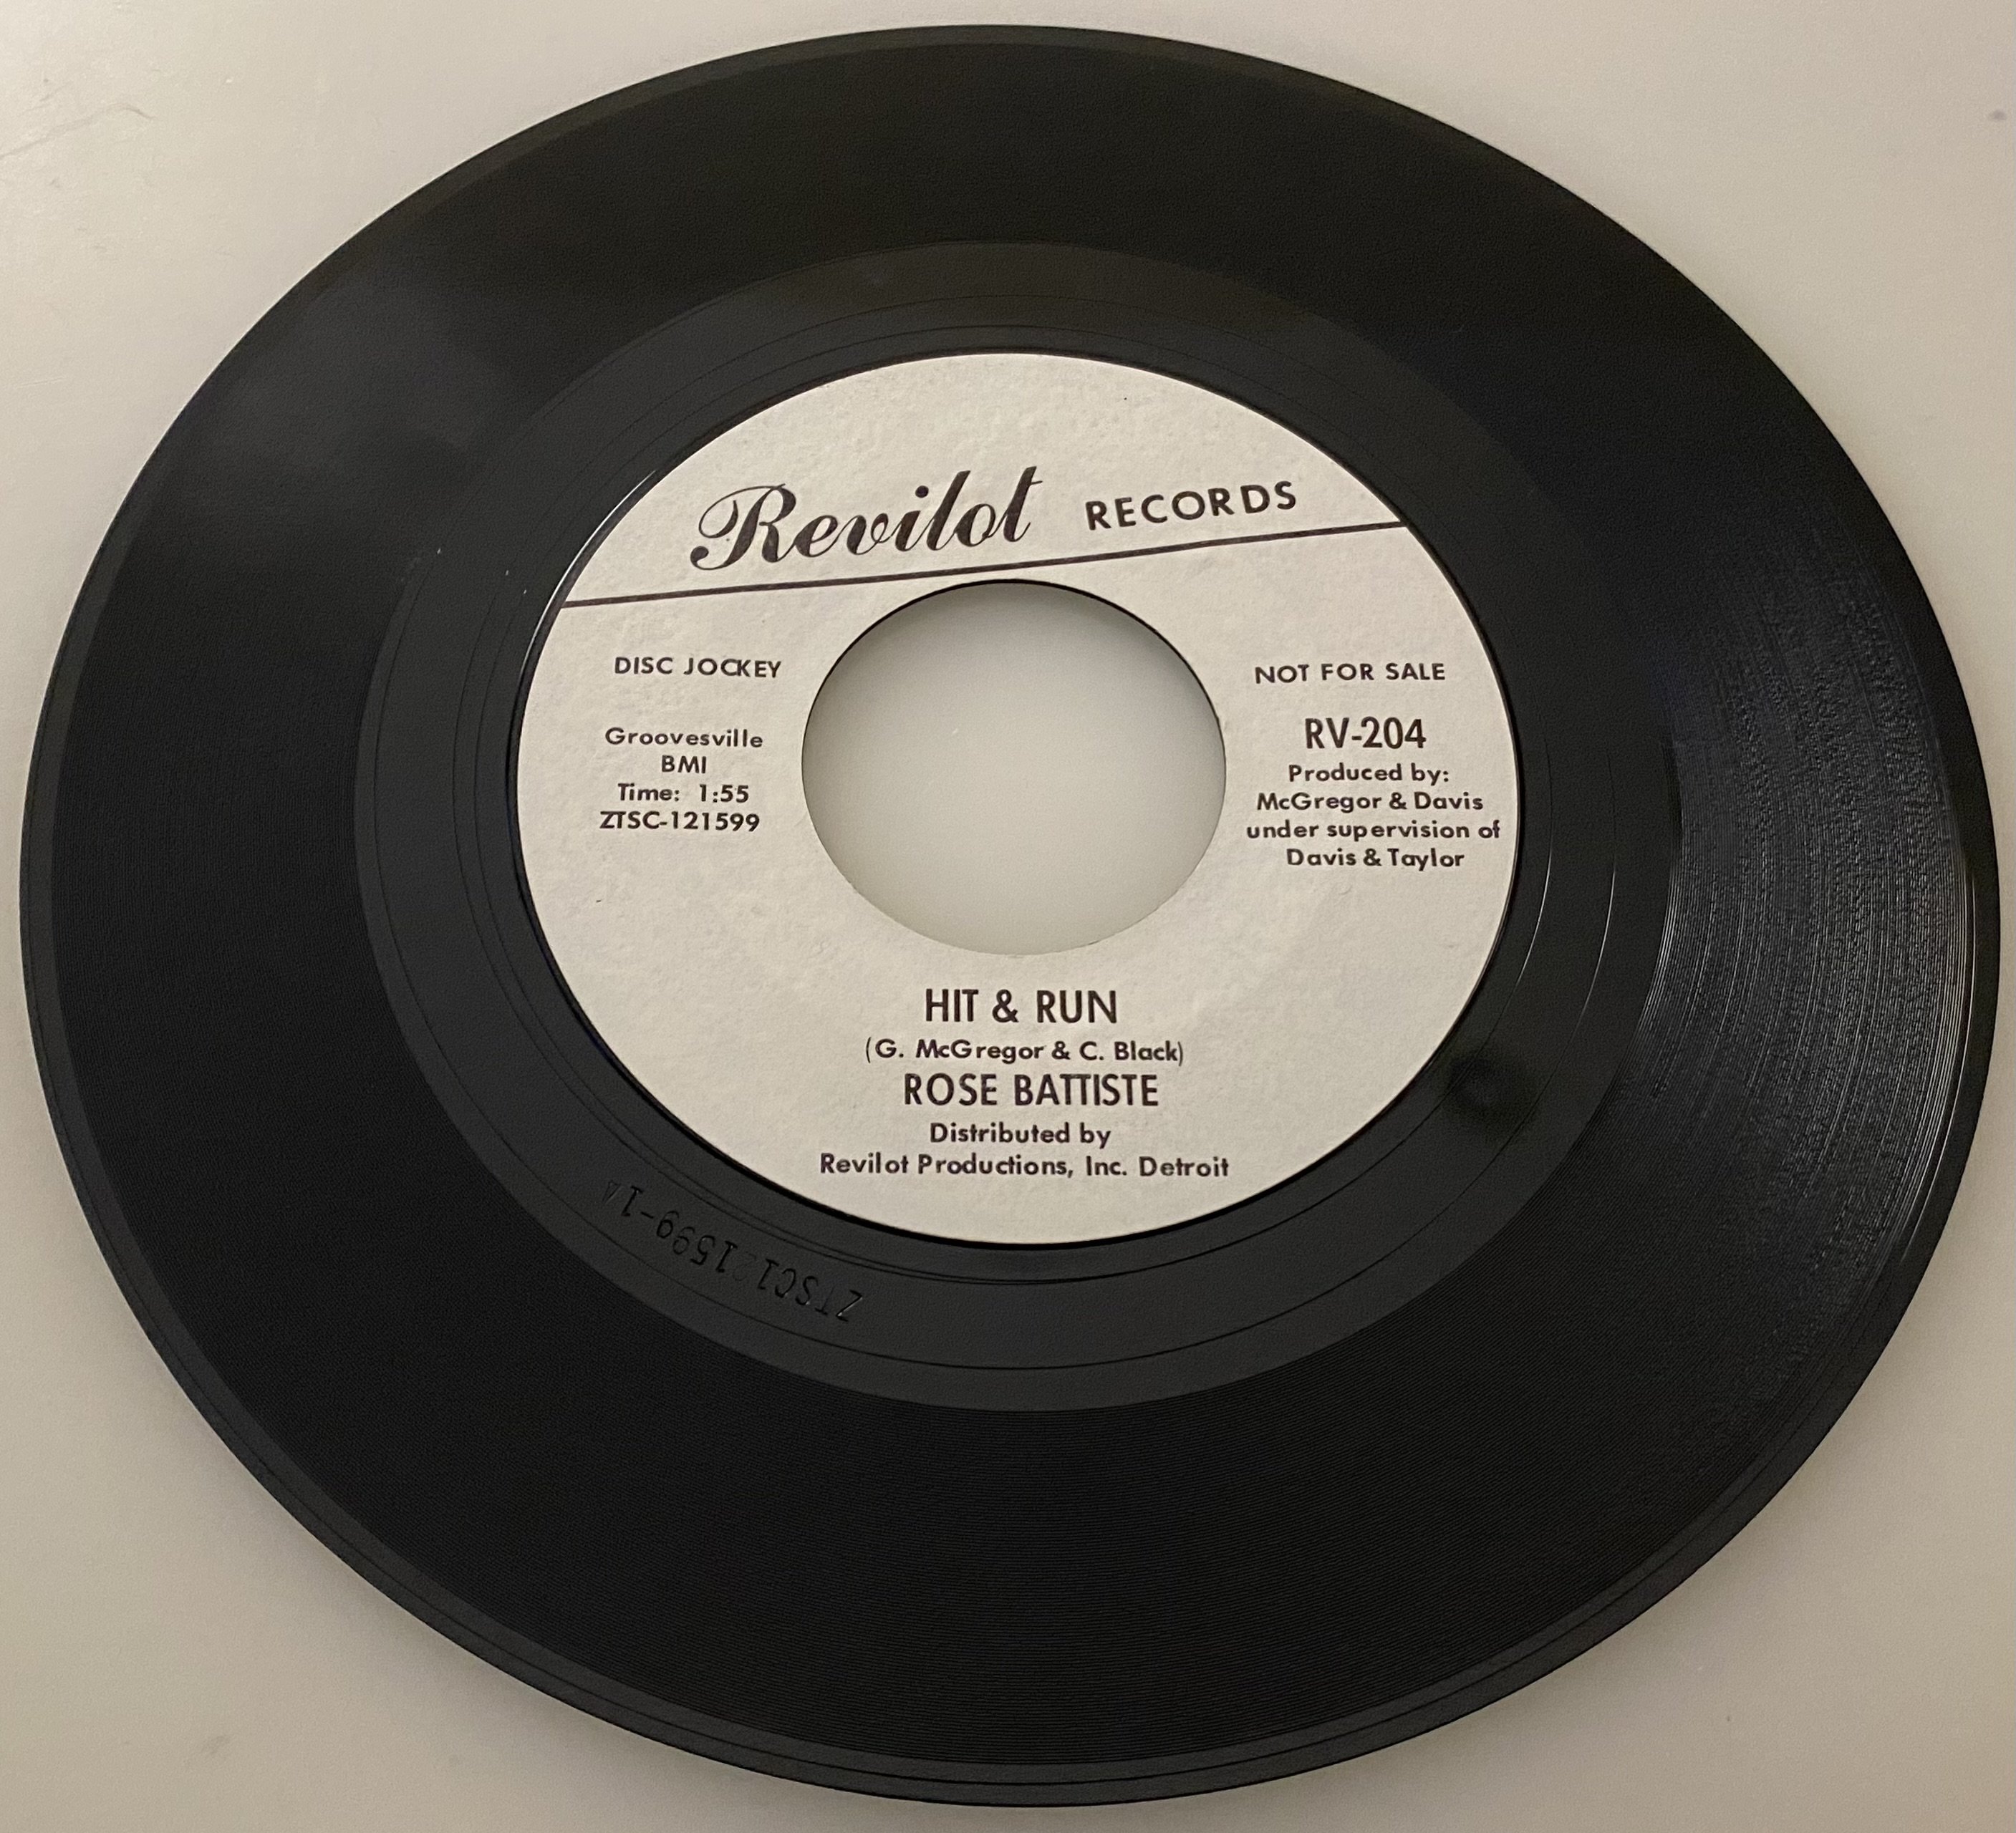 Revilot RECORDS
DISC JOCKEY
Groovesville
BMI
Time: 1:55
ZTSC-121599
NOT FOR SALE
RV-204
Produced by:
McGregor & Davis
under supervision of
Davis & Taylor
HIT & RUN
(G. McGregor & C. Black)
ROSE BATTISTE
Distributed by
Revilot Productions, Inc. Detroit